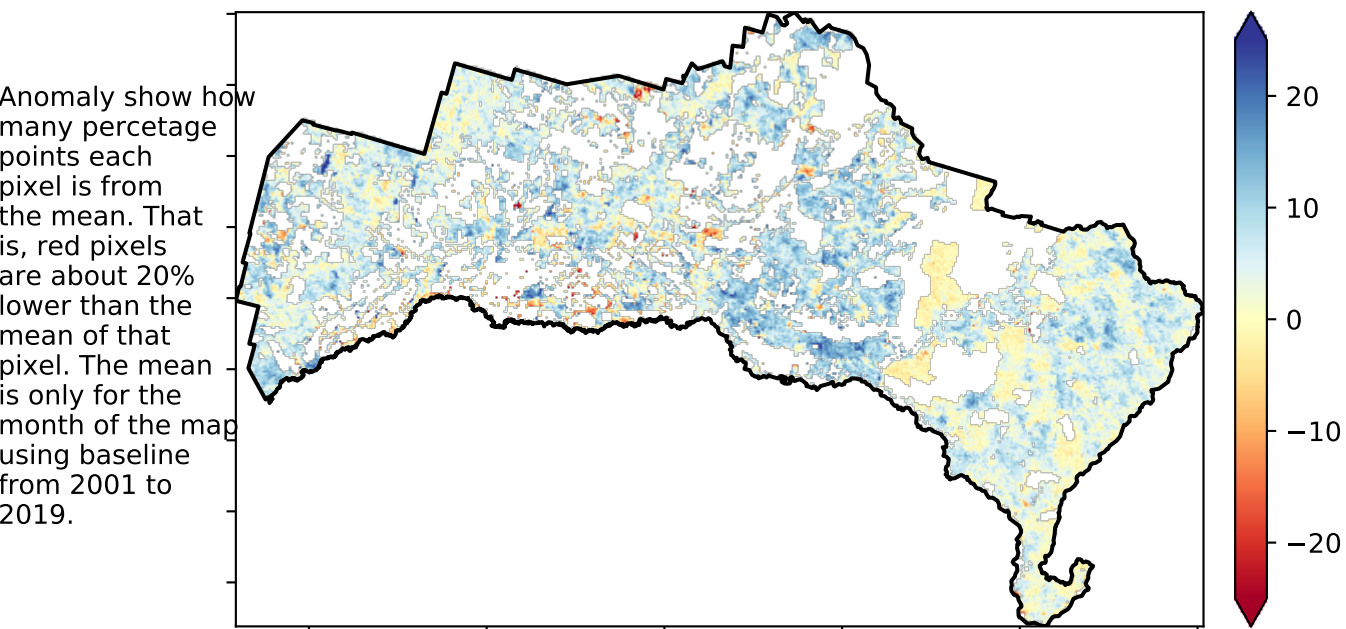 Anomaly show how
many percetage
points each
pixel is from
the mean. That
is, red pixels
are about 20%
lower than the
mean of that
pixel. The mean
is only for the
month of the map
using baseline
from 2001 to
2019.
20
10
0
−10
−20